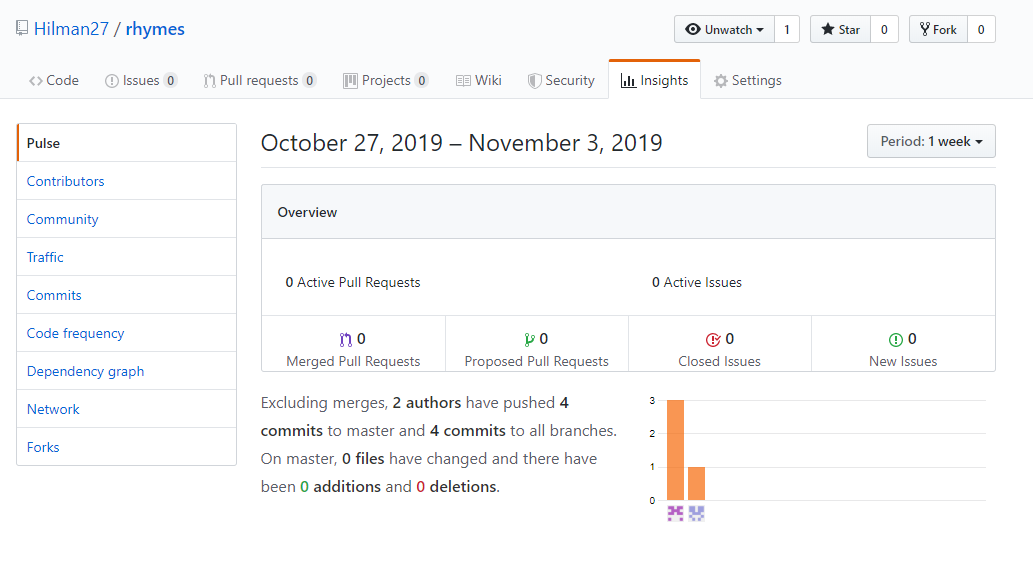 Hilman27 / rhymes
Unwatch 1 Star 0 Fork 0
Code Issues 0 Pull requests 0 Projects 0 Wiki Security Insights Settings
Pulse
Contributors
Community
Traffic
Commits
Code frequency
Dependency graph
Network
Forks
October 27, 2019 – November 3, 2019
Period: 1 week
Overview
0 Active Pull Requests
0 Active Issues
0
Merged Pull Requests
0
Proposed Pull Requests
0
Closed Issues
0
New Issues
Excluding merges, 2 authors have pushed 4
commits to master and 4 commits to all branches.
On master, 0 files have changed and there have
been 0 additions and 0 deletions.
3
2
1
0